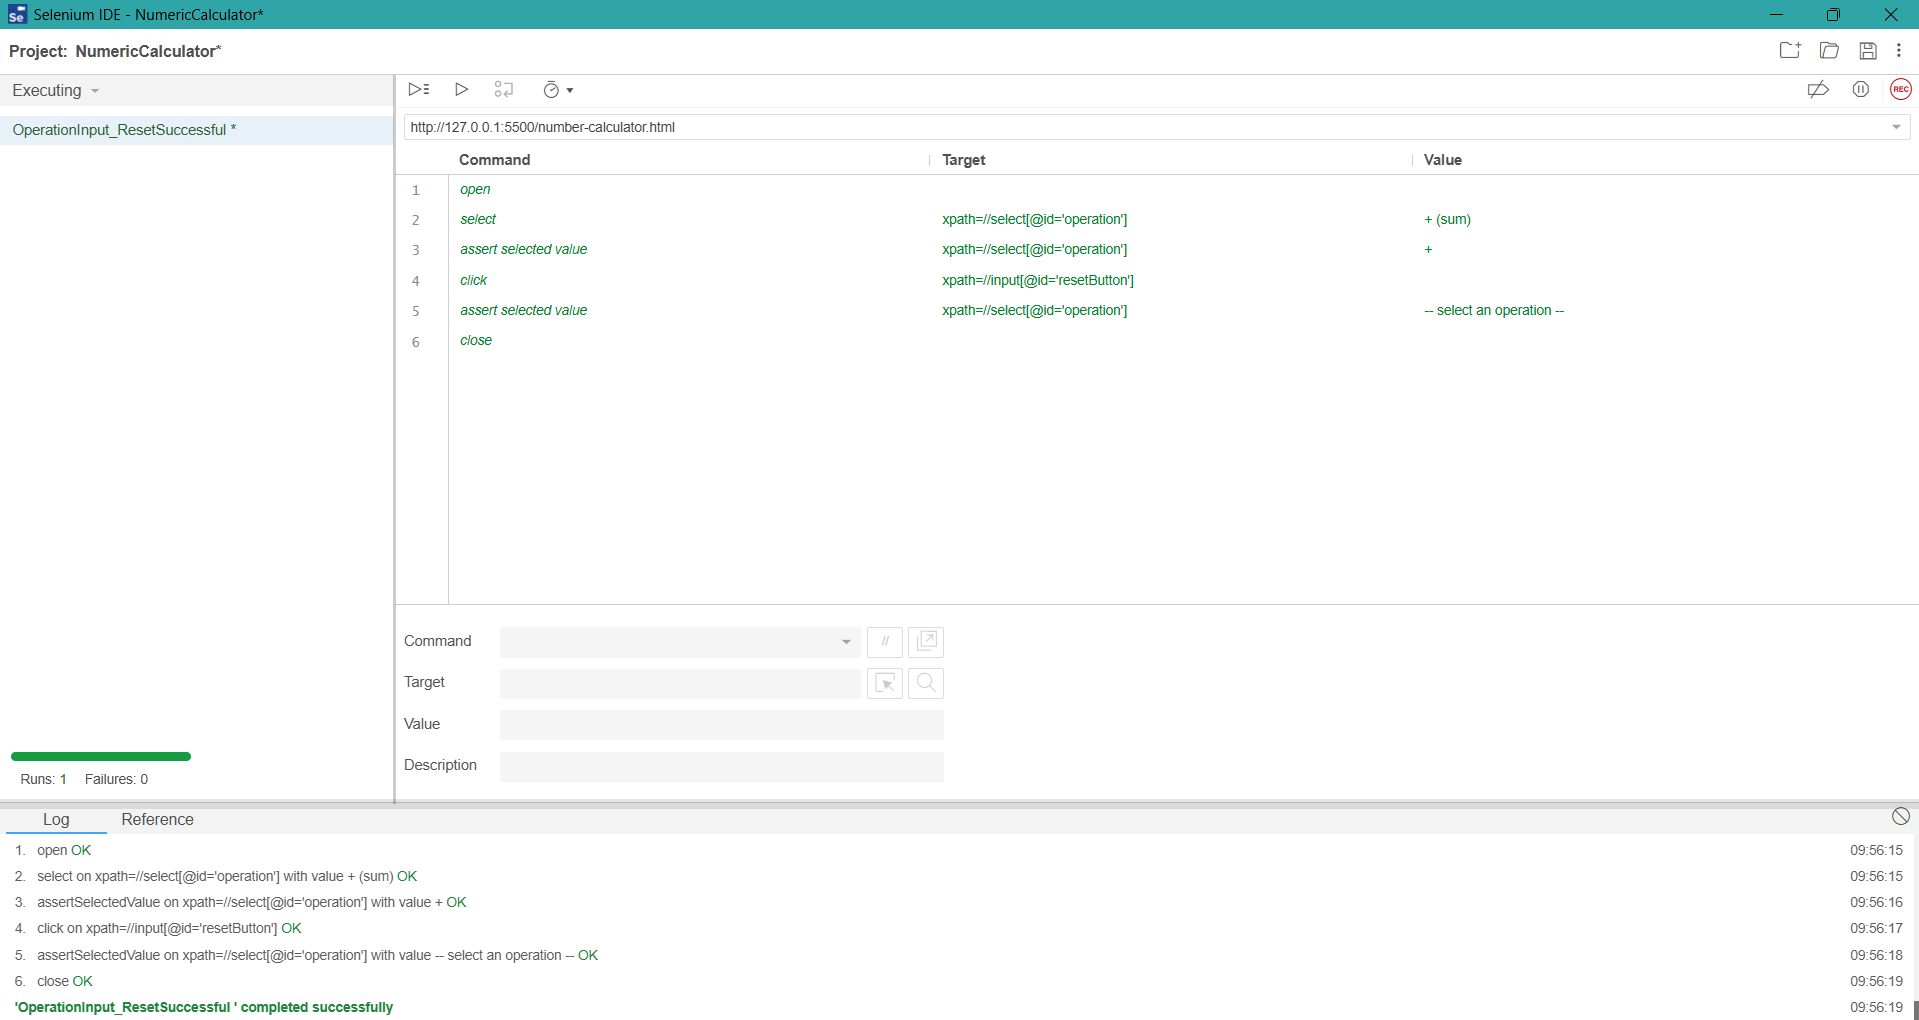 Se Selenium IDE - NumericCalculator*
Project: NumericCalculator*
Executing
REC
OperationInput_ResetSuccessful *
http://127.0.0.1:5500/number-calculator.html
Command Target Value
1 open
2 select xpath=//select[@id='operation'] + (sum)
3 assert selected value xpath=//select[@id='operation'] +
4 click xpath=//input[@id='resetButton']
5 assert selected value xpath=//select[@id='operation'] -- select an operation --
6 close
Command //
Target
Value
Description
Runs: 1 Failures: 0
Log Reference
1. open OK 09:56:15
2. select on xpath=//select[@id='operation'] with value + (sum) OK 09:56:15
3. assertSelectedValue on xpath=//select[@id='operation'] with value + OK 09:56:16
4. click on xpath=//input[@id='resetButton'] OK 09:56:17
5. assertSelectedValue on xpath=//select[@id='operation'] with value -- select an operation -- OK 09:56:18
6. close OK 09:56:19
'OperationInput_ResetSuccessful ' completed successfully 09:56:19